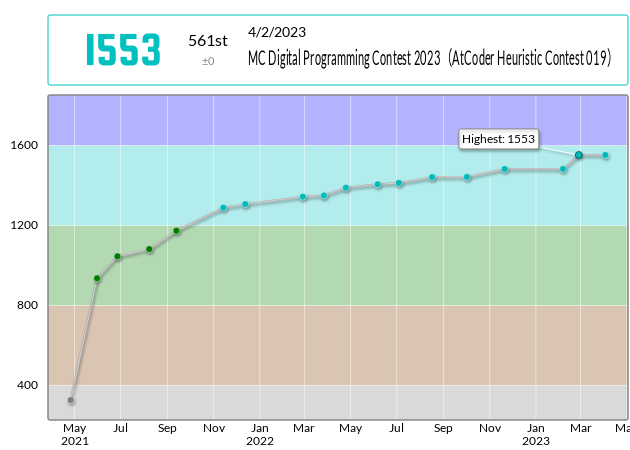 1553
561st
±0
4/2/2023
MC Digital Programming Contest 2023（AtCoder Heuristic Contest 019）
Highest: 1553
1600
1200
800
400
May Jul Sep Nov Jan Mar May Jul Sep Nov Jan Mar Ma
2021 2022 2023